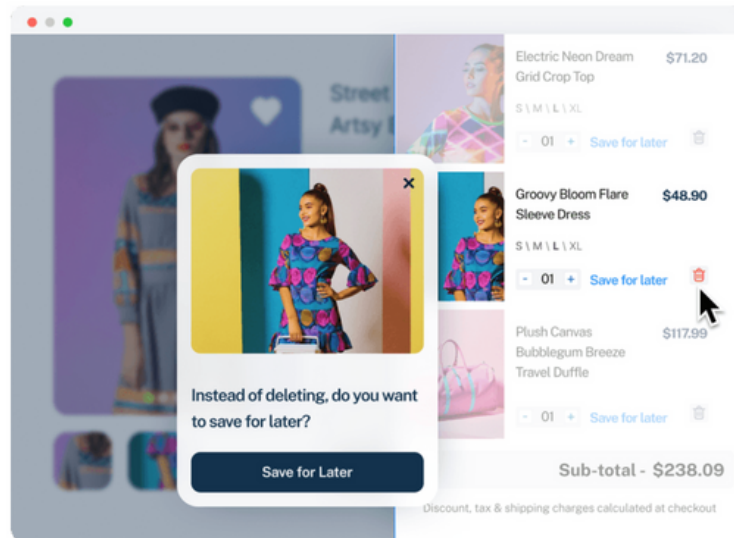 Street
Artsy
Electric Neon Dream
Grid Crop Top
$71.20
S \ M \ L \ XL
- 01 + Save for later
Groovy Bloom Flare
Sleeve Dress
$48.90
S \ M \ L \ XL
- 01 + Save for later
Plush Canvas
Bubblegum Breeze
Travel Duffle
$117.99
- 01 + Save for later
Sub-total - $238.09
Discount, tax & shipping charges calculated at checkout
Instead of deleting, do you want
to save for later?
Save for Later